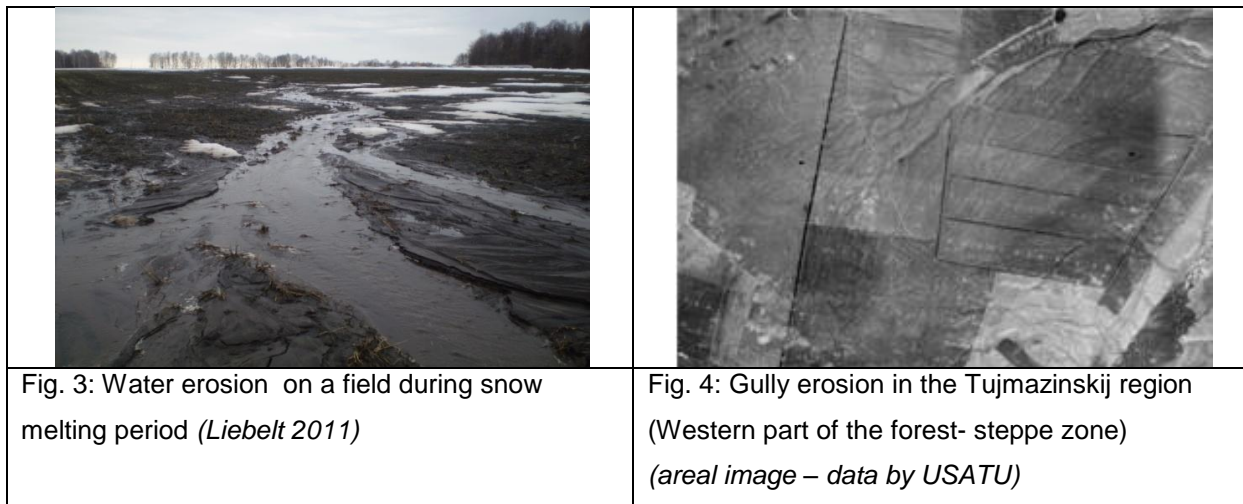 Fig. 3: Water erosion on a field during snow
melting period (Liebelt 2011)
Fig. 4: Gully erosion in the Tujmazinskij region
(Western part of the forest- steppe zone)
(areal image – data by USATU)